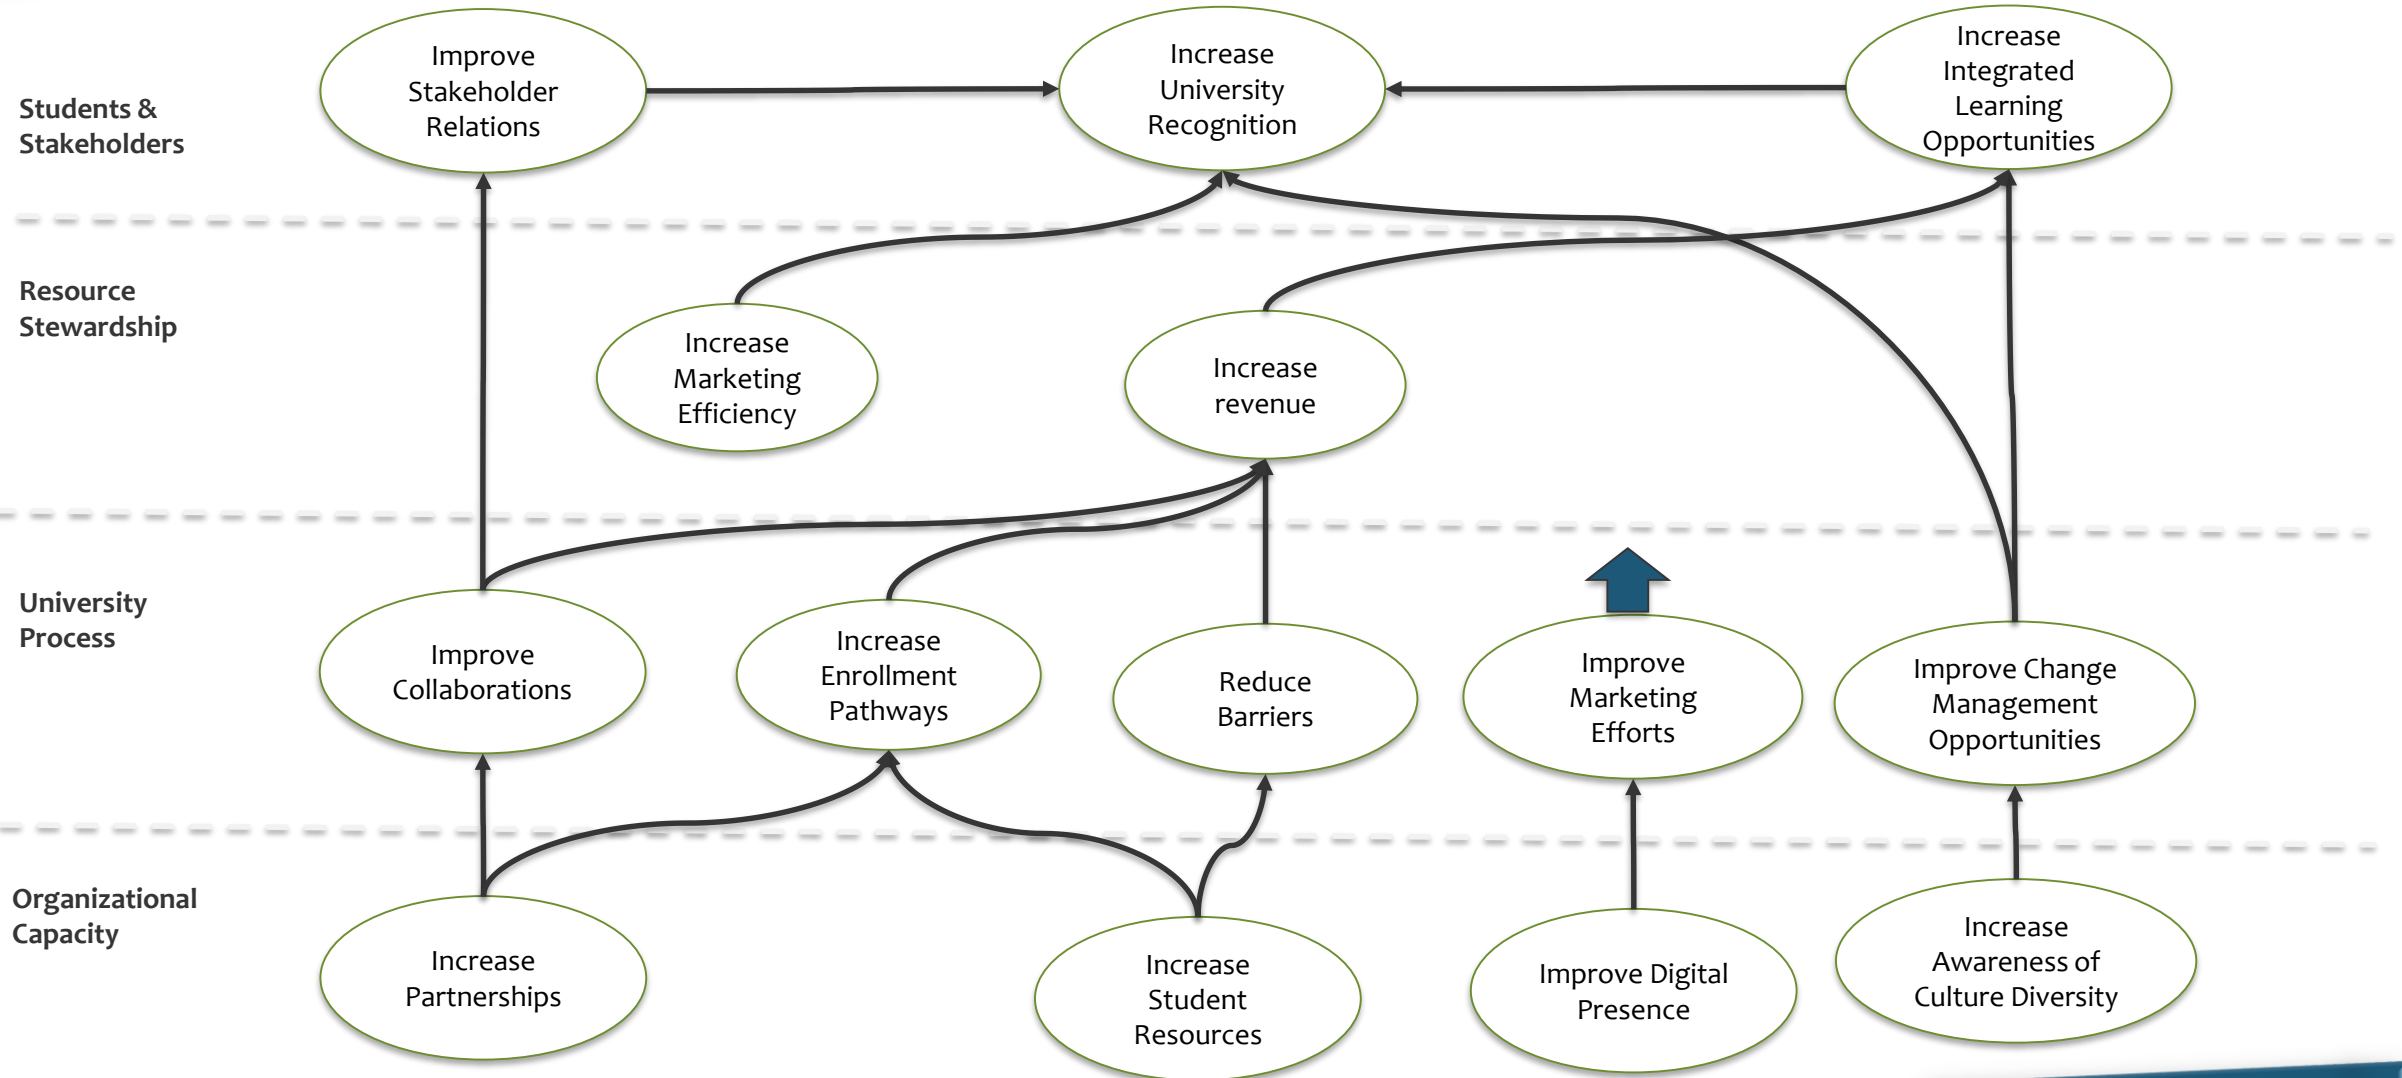 Students &
Stakeholders
Improve
Stakeholder
Relations
Increase
University
Recognition
Increase
Integrated
Learning
Opportunities
Resource
Stewardship
Increase
Marketing
Efficiency
Increase
revenue
University
Process
Improve
Collaborations
Increase
Enrollment
Pathways
Reduce
Barriers
Improve
Marketing
Efforts
Improve Change
Management
Opportunities
Organizational
Capacity
Increase
Partnerships
Increase
Student
Resources
Improve Digital
Presence
Increase
Awareness of
Culture Diversity